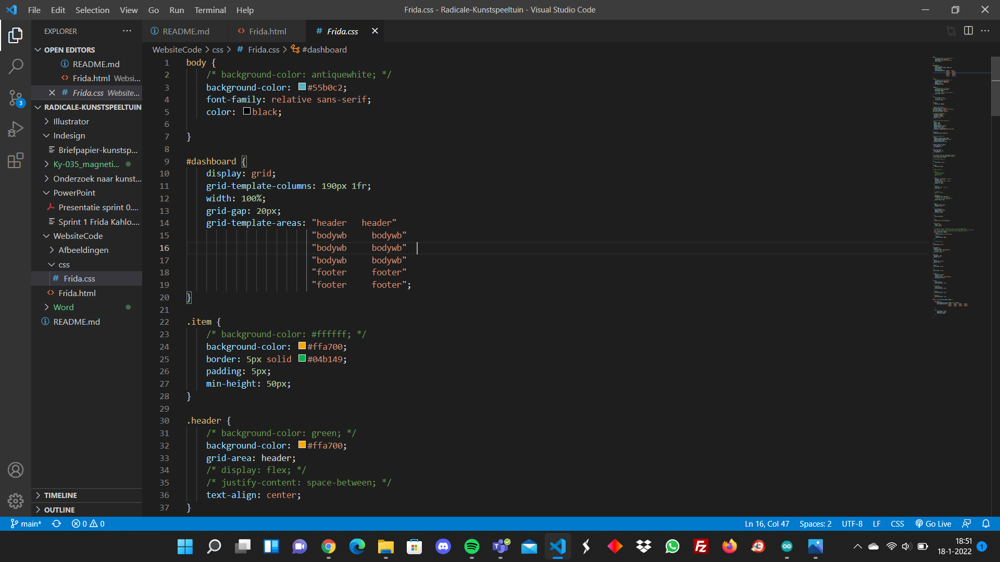 File Edit Selection View Go Run Terminal Help
Frida.css - Radicale-Kunstspeeltuin - Visual Studio Code
EXPLORER
README.md
Frida.html
Frida.css
OPEN EDITORS
README.md
Frida.html Websi...
Frida.css Website...
RADICALE-KUNSTSPEELTUIN
Illustrator
Indesign
Briefpapier-kunstsp...
Ky-035_magneti...
Onderzoek naar kunst...
PowerPoint
Presentatie sprint 0....
Sprint 1 Frida Kahlo....
WebsiteCode
Afbeeldingen
css
Frida.css
Frida.html
Word
README.md
TIMELINE
OUTLINE
3
WebsiteCode > css > # Frida.css > #dashboard
1 body {
2 /* background-color: antiquewhite; */
3 background-color: #55b0c2;
4 font-family: relative sans-serif;
5 color: black;
6
7 }
8
9 #dashboard {
10 display: grid;
11 grid-template-columns: 190px 1fr;
12 width: 100%;
13 grid-gap: 20px;
14 grid-template-areas: "header   header"
15 "bodywb     bodywb"
16 "bodywb     bodywb"
17 "bodywb     bodywb"
18 "footer     footer"
19 "footer     footer";
20 }
21
22 .item {
23 /* background-color: #ffffff; */
24 background-color: #ffa700;
25 border: 5px solid #04b149;
26 padding: 5px;
27 min-height: 50px;
28 }
29
30 .header {
31 /* background-color: green; */
32 background-color: #ffa700;
33 grid-area: header;
34 /* display: flex; */
35 /* justify-content: space-between; */
36 text-align: center;
37 }
main* 0 0
Ln 16, Col 47 Spaces: 2 UTF-8 LF CSS Go Live
18:51
18-1-2022
1